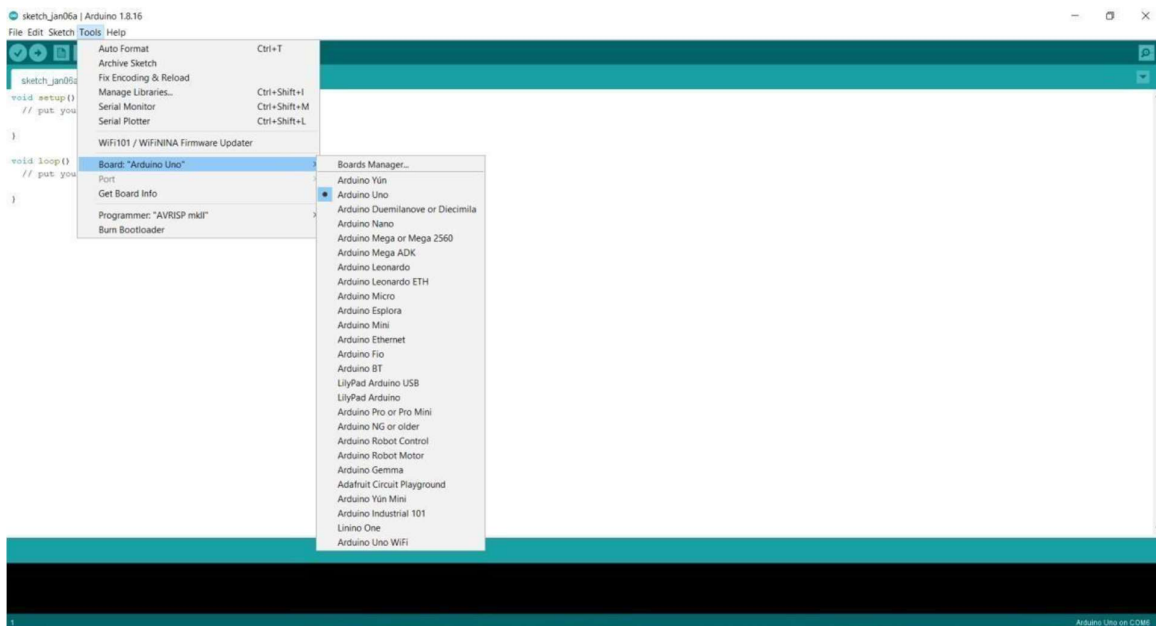 sketch_jan06a | Arduino 1.8.16
File Edit Sketch Tools Help
sketch_jan06a
void setup()
// put you
}
void loop()
// put you
}
Auto Format Ctrl+T
Archive Sketch
Fix Encoding & Reload
Manage Libraries... Ctrl+Shift+I
Serial Monitor Ctrl+Shift+M
Serial Plotter Ctrl+Shift+L
WiFi101 / WiFiNINA Firmware Updater
Board: "Arduino Uno"
Port
Get Board Info
Programmer: "AVRISP mkII"
Burn Bootloader
Boards Manager...
Arduino Yún
Arduino Uno
Arduino Duemilanove or Diecimila
Arduino Nano
Arduino Mega or Mega 2560
Arduino Mega ADK
Arduino Leonardo
Arduino Leonardo ETH
Arduino Micro
Arduino Esplora
Arduino Mini
Arduino Ethernet
Arduino Fio
Arduino BT
LilyPad Arduino USB
LilyPad Arduino
Arduino Pro or Pro Mini
Arduino NG or older
Arduino Robot Control
Arduino Robot Motor
Arduino Gemma
Adafruit Circuit Playground
Arduino Yún Mini
Arduino Industrial 101
Linino One
Arduino Uno WiFi
1
Arduino Uno on COM6